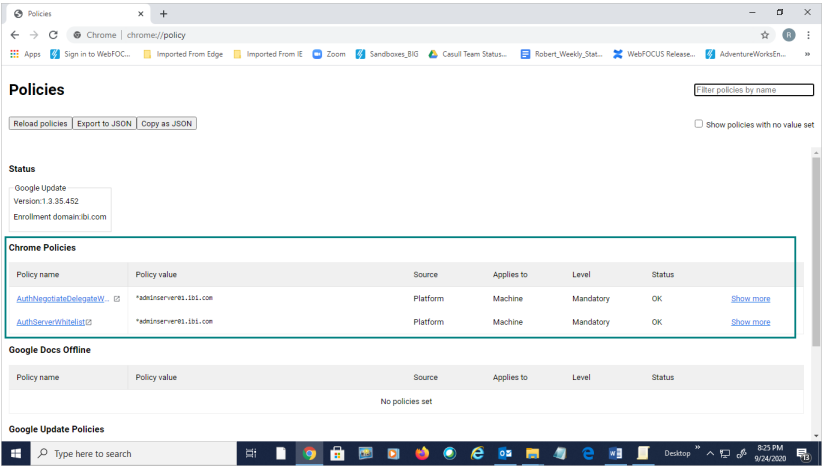 Policies
Chrome | chrome://policy
R
Apps Sign in to WebFOC... Imported From Edge Imported From IE Zoom Sandboxes_BIG Casull Team Status... Robert_Weekly_Stat... WebFOCUS Release... AdventureWorksEn... »
Policies
Filter policies by name
Reload policies Export to JSON Copy as JSON
Show policies with no value set
Status
Google Update
Version:1.3.35.452
Enrollment domain:ibi.com
Chrome Policies
Policy name Policy value Source Applies to Level Status
AuthNegotiateDelegateW... *adminserver01.ibi.com Platform Machine Mandatory OK Show more
AuthServerWhitelist *adminserver01.ibi.com Platform Machine Mandatory OK Show more
Google Docs Offline
Policy name Policy value Source Applies to Level Status
No policies set
Google Update Policies
Type here to search
Desktop »
8:25 PM
9/24/2020